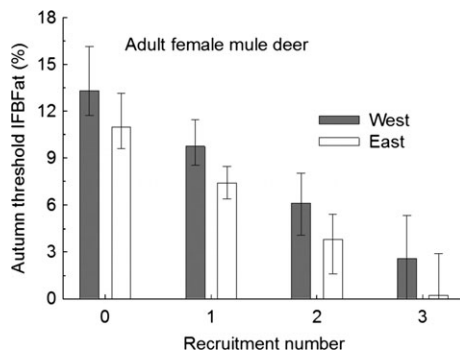 Adult female mule deer
Autumn threshold IFBFat (%)
18
15
12
9
6
3
0
West
East
0 1 2 3
Recruitment number